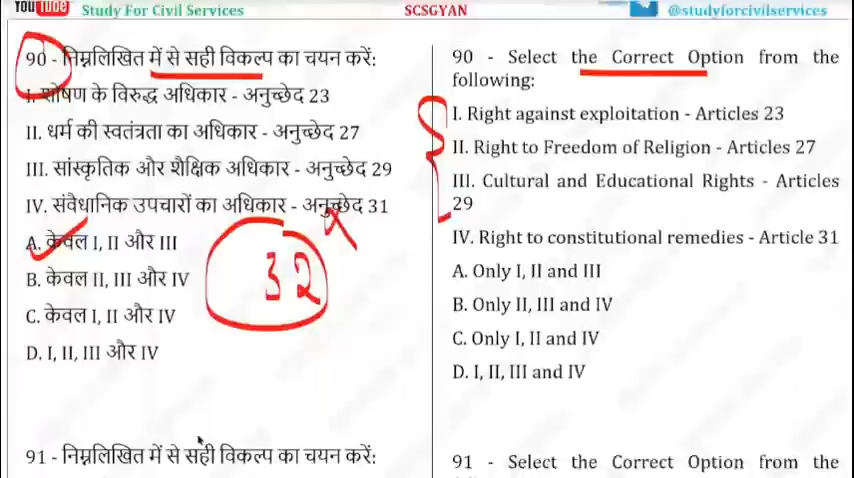 YOU TUBE Study For Civil Services
SCSGYAN
@studyforcivilservices
90 - निम्नलिखित में से सही विकल्प का चयन करें:
I. शोषण के विरुद्ध अधिकार - अनुच्छेद 23
II. धर्म की स्वतंत्रता का अधिकार - अनुच्छेद 27
III. सांस्कृतिक और शैक्षिक अधिकार - अनुच्छेद 29
IV. संवैधानिक उपचारों का अधिकार - अनुच्छेद 31
A. केवल I, II और III
B. केवल II, III और IV
C. केवल I, II और IV
D. I, II, III और IV
32
91 - निम्नलिखित में से सही विकल्प का चयन करें:
90 - Select the Correct Option from the
following:
I. Right against exploitation - Articles 23
II. Right to Freedom of Religion - Articles 27
III. Cultural and Educational Rights - Articles
29
IV. Right to constitutional remedies - Article 31
A. Only I, II and III
B. Only II, III and IV
C. Only I, II and IV
D. I, II, III and IV
91 - Select the Correct Option from the